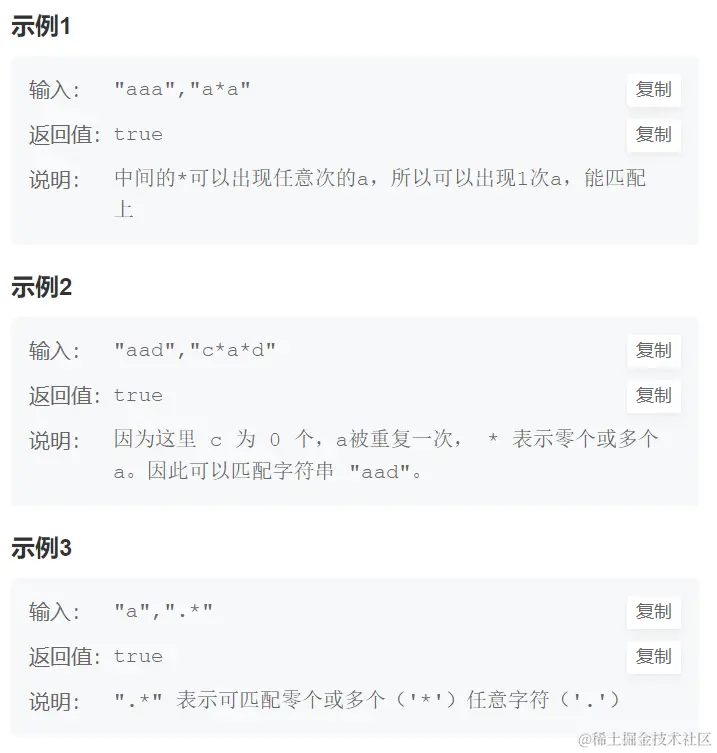 示例1
输入: "aaa","a*a" 复制
返回值: true 复制
说明: 中间的*可以出现任意次的a，所以可以出现1次a，能匹配
上
示例2
输入: "aad","c*a*d" 复制
返回值: true 复制
说明: 因为这里 c 为 0 个，a被重复一次， * 表示零个或多个
a。因此可以匹配字符串 "aad"。
示例3
输入: "a",".*" 复制
返回值: true 复制
说明: ".*" 表示可匹配零个或多个（'*'）任意字符（'.'）
@稀土掘金技术社区